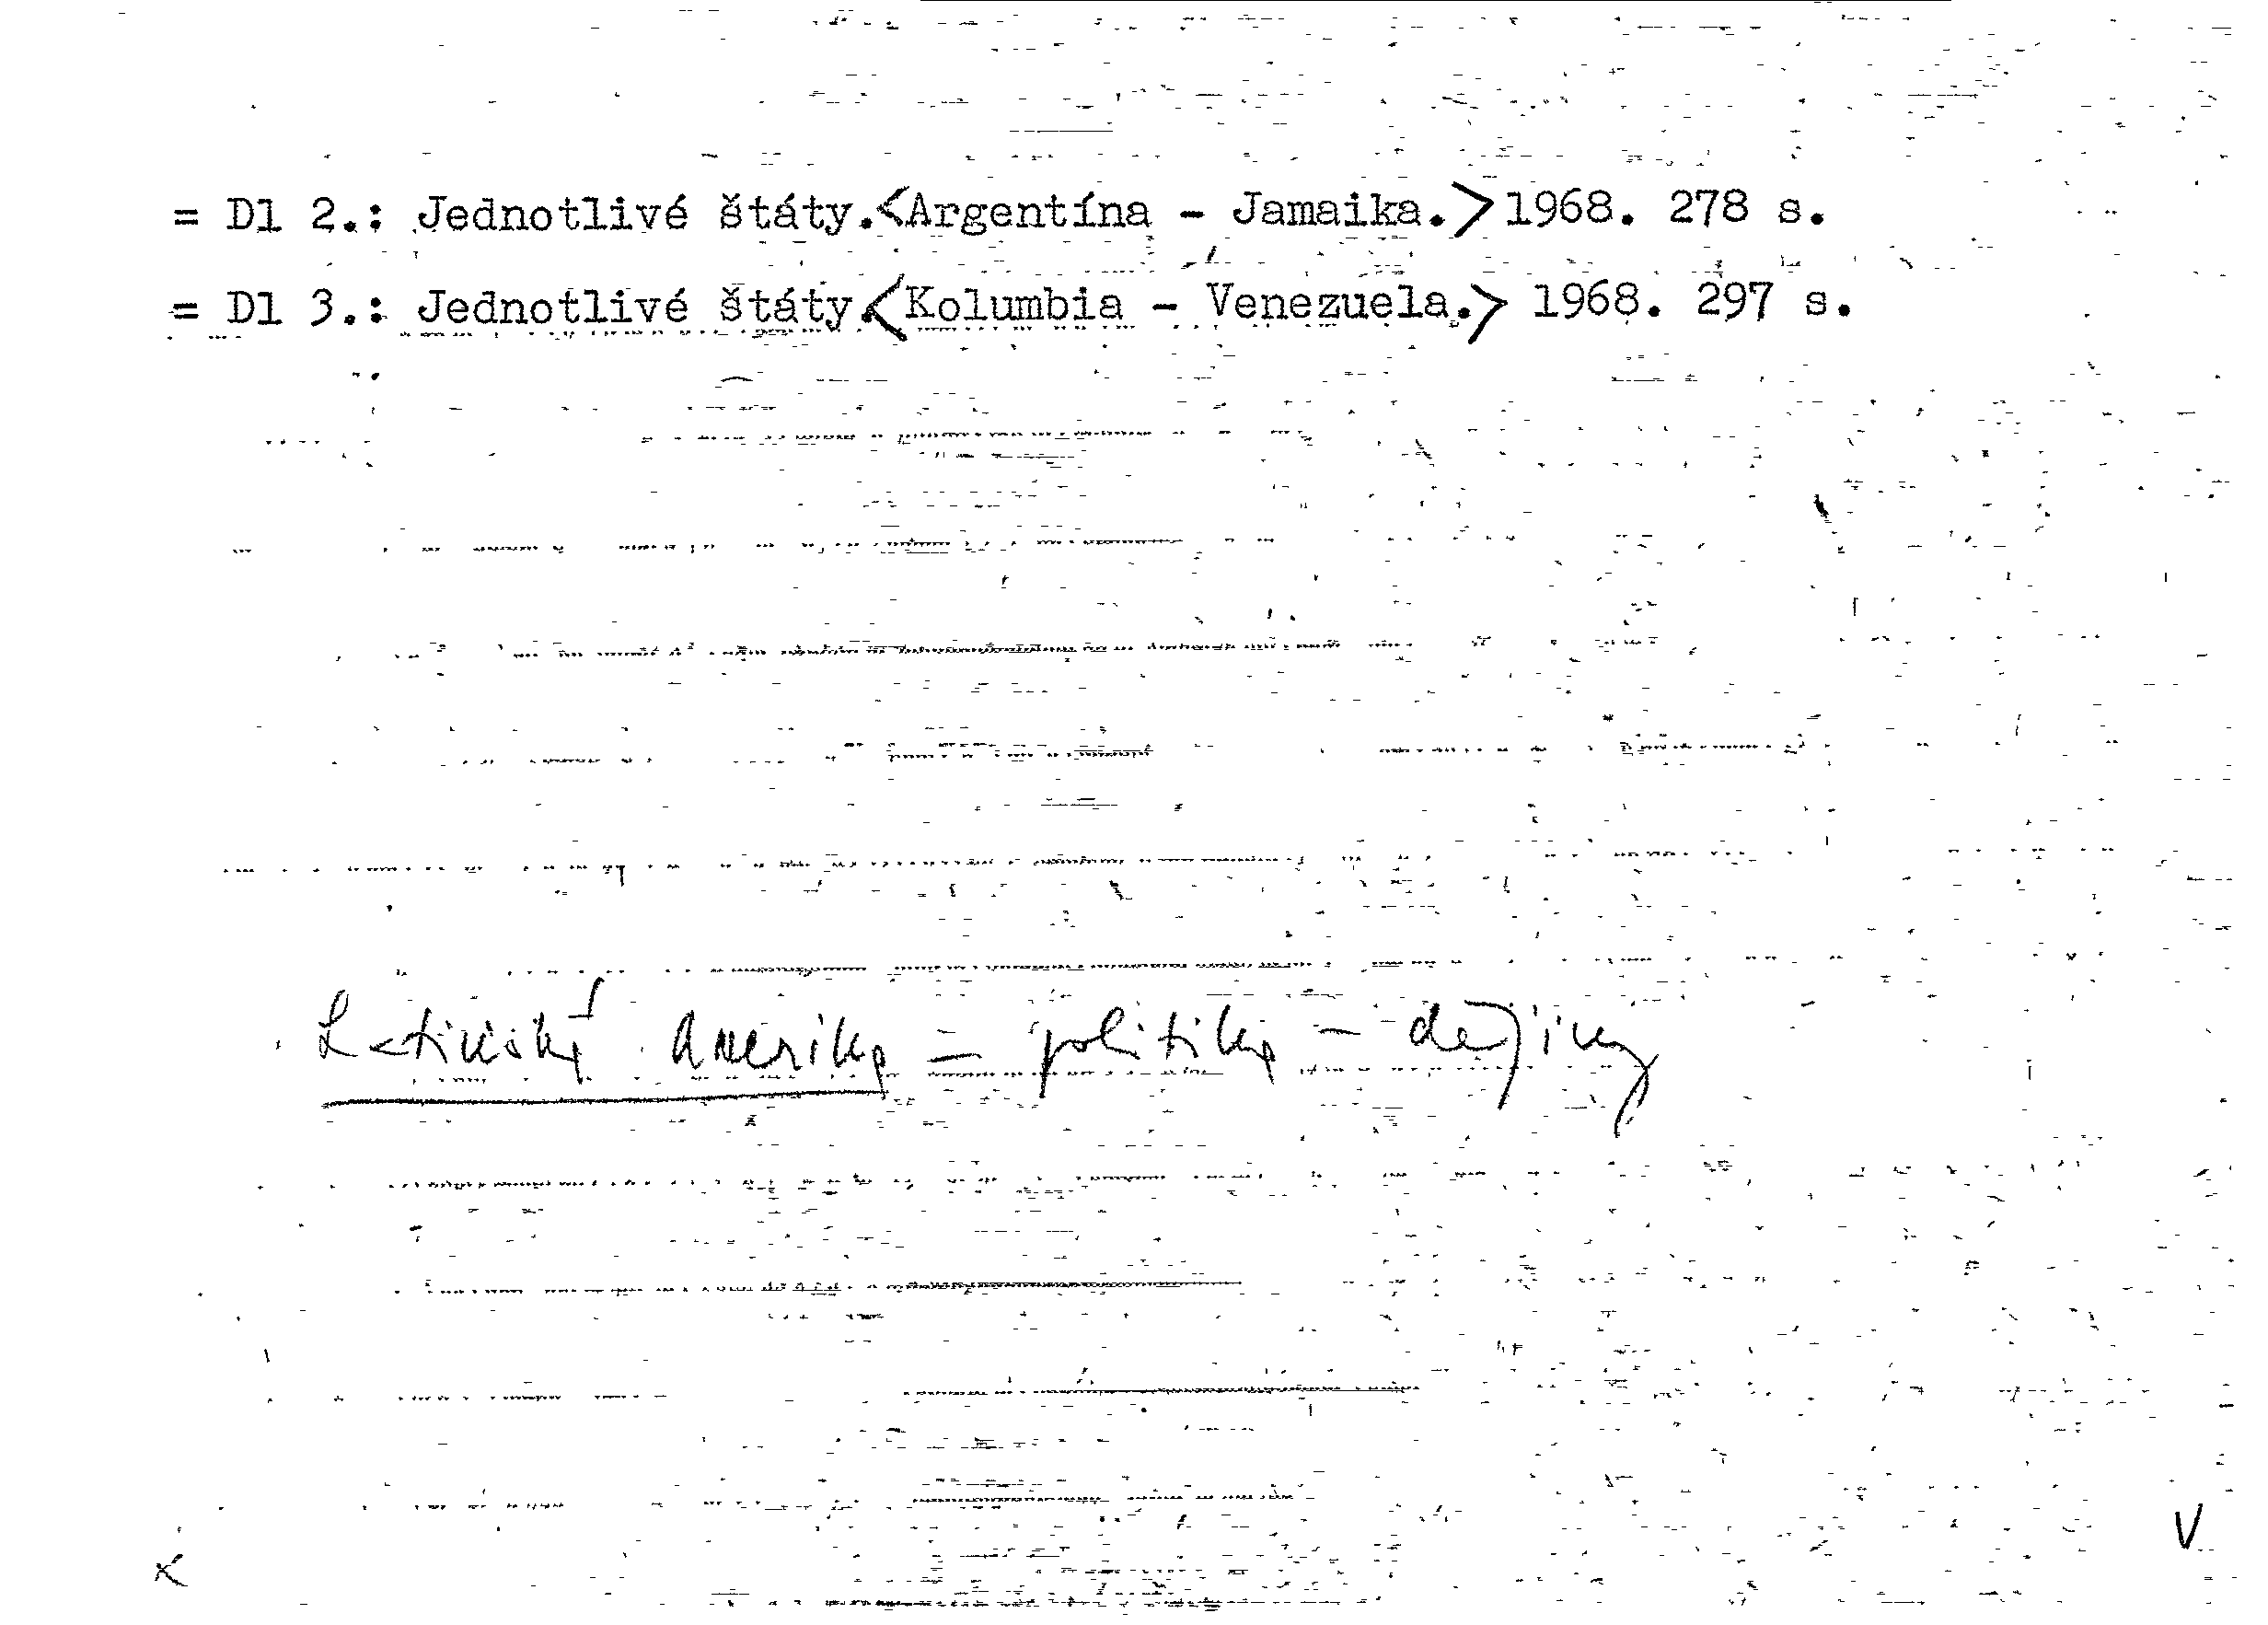 = Dl 2.: Jednotlivé štáty.<Argentína - Jamaika.> 1968. 278 s.
= Dl 3.: Jednotlivé štáty.<Kolumbia - Venezuela.> 1968. 297 s.
Latinská Amerika - politika - dejiny
K V